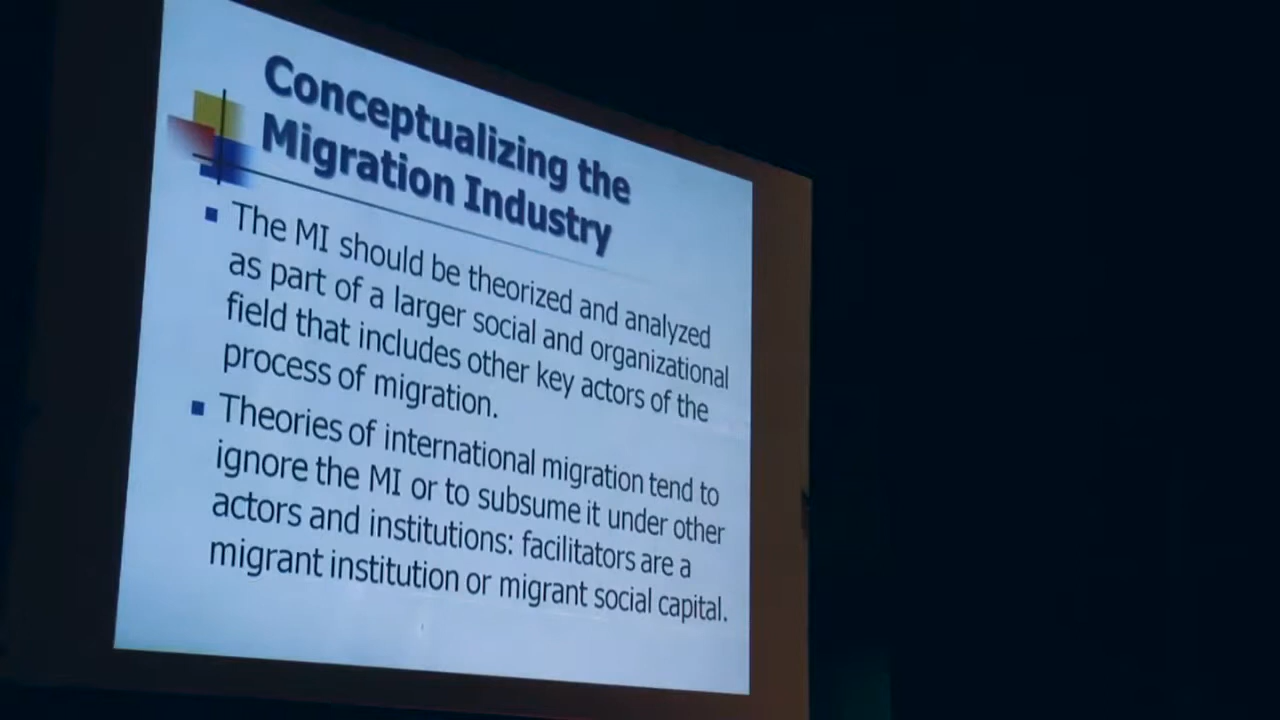 Conceptualizing the
Migration Industry
The MI should be theorized and analyzed
as part of a larger social and organizational
field that includes other key actors of the
process of migration.
Theories of international migration tend to
ignore the MI or to subsume it under other
actors and institutions: facilitators are a
migrant institution or migrant social capital.